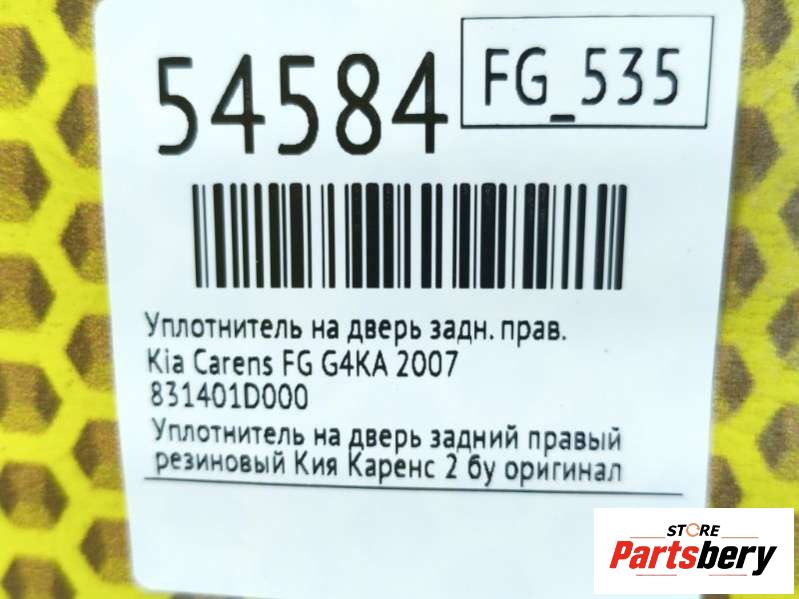 54584
FG_535
Уплотнитель на дверь задн. прав.
Kia Carens FG G4KA 2007
831401D000
Уплотнитель на дверь задний правый
резиновый Кия Каренс 2 бу оригинал
STORE
Partsbery